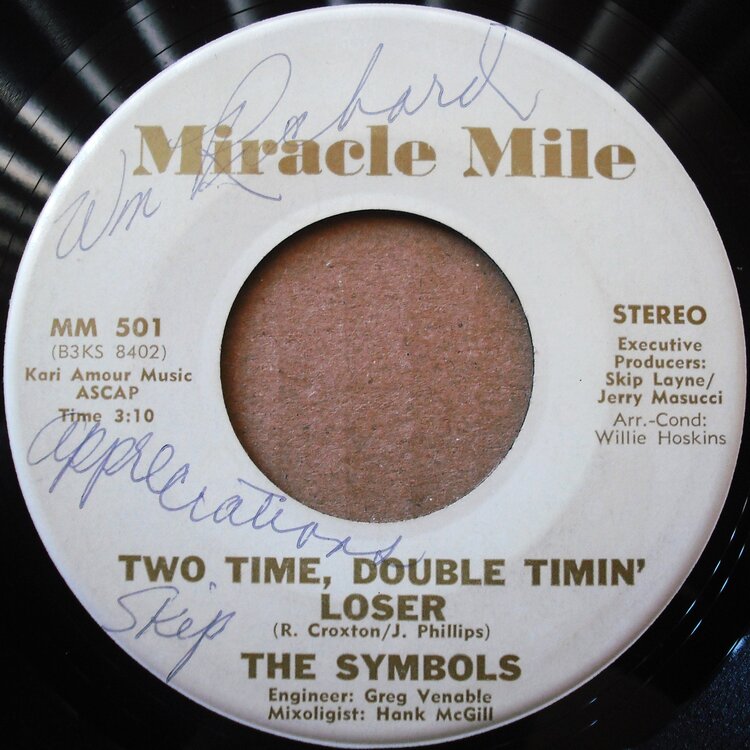 Wm Richard
Miracle Mile
MM 501
(B3KS 8402)
Kari Amour Music
ASCAP
Time 3:10
STEREO
Executive
Producers:
Skip Layne/
Jerry Masucci
Arr.-Cond:
Willie Hoskins
appreciations
Skip
TWO TIME, DOUBLE TIMIN'
LOSER
(R. Croxton/J. Phillips)
THE SYMBOLS
Engineer: Greg Venable
Mixoligist: Hank McGill